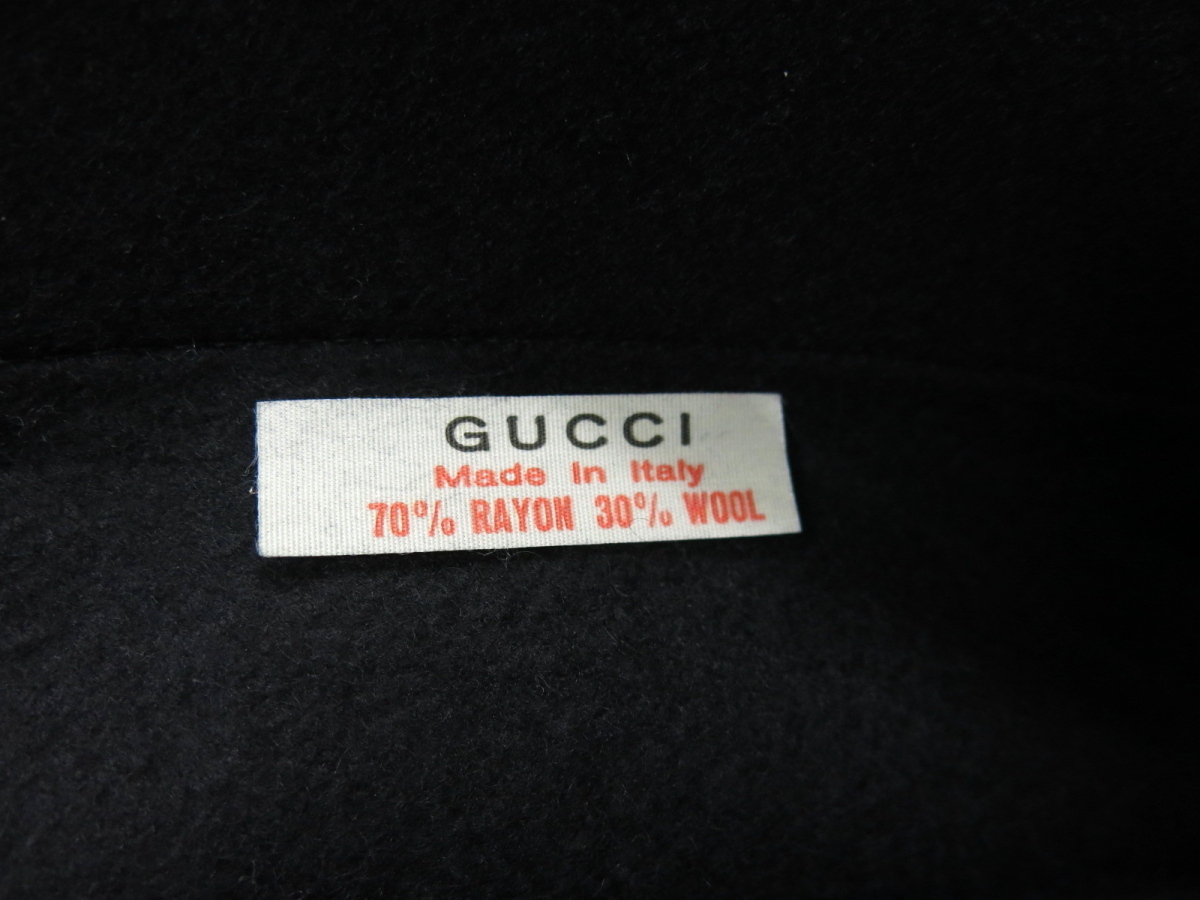 GUCCI
Made in Italy
70% RAYON 30% WOOL